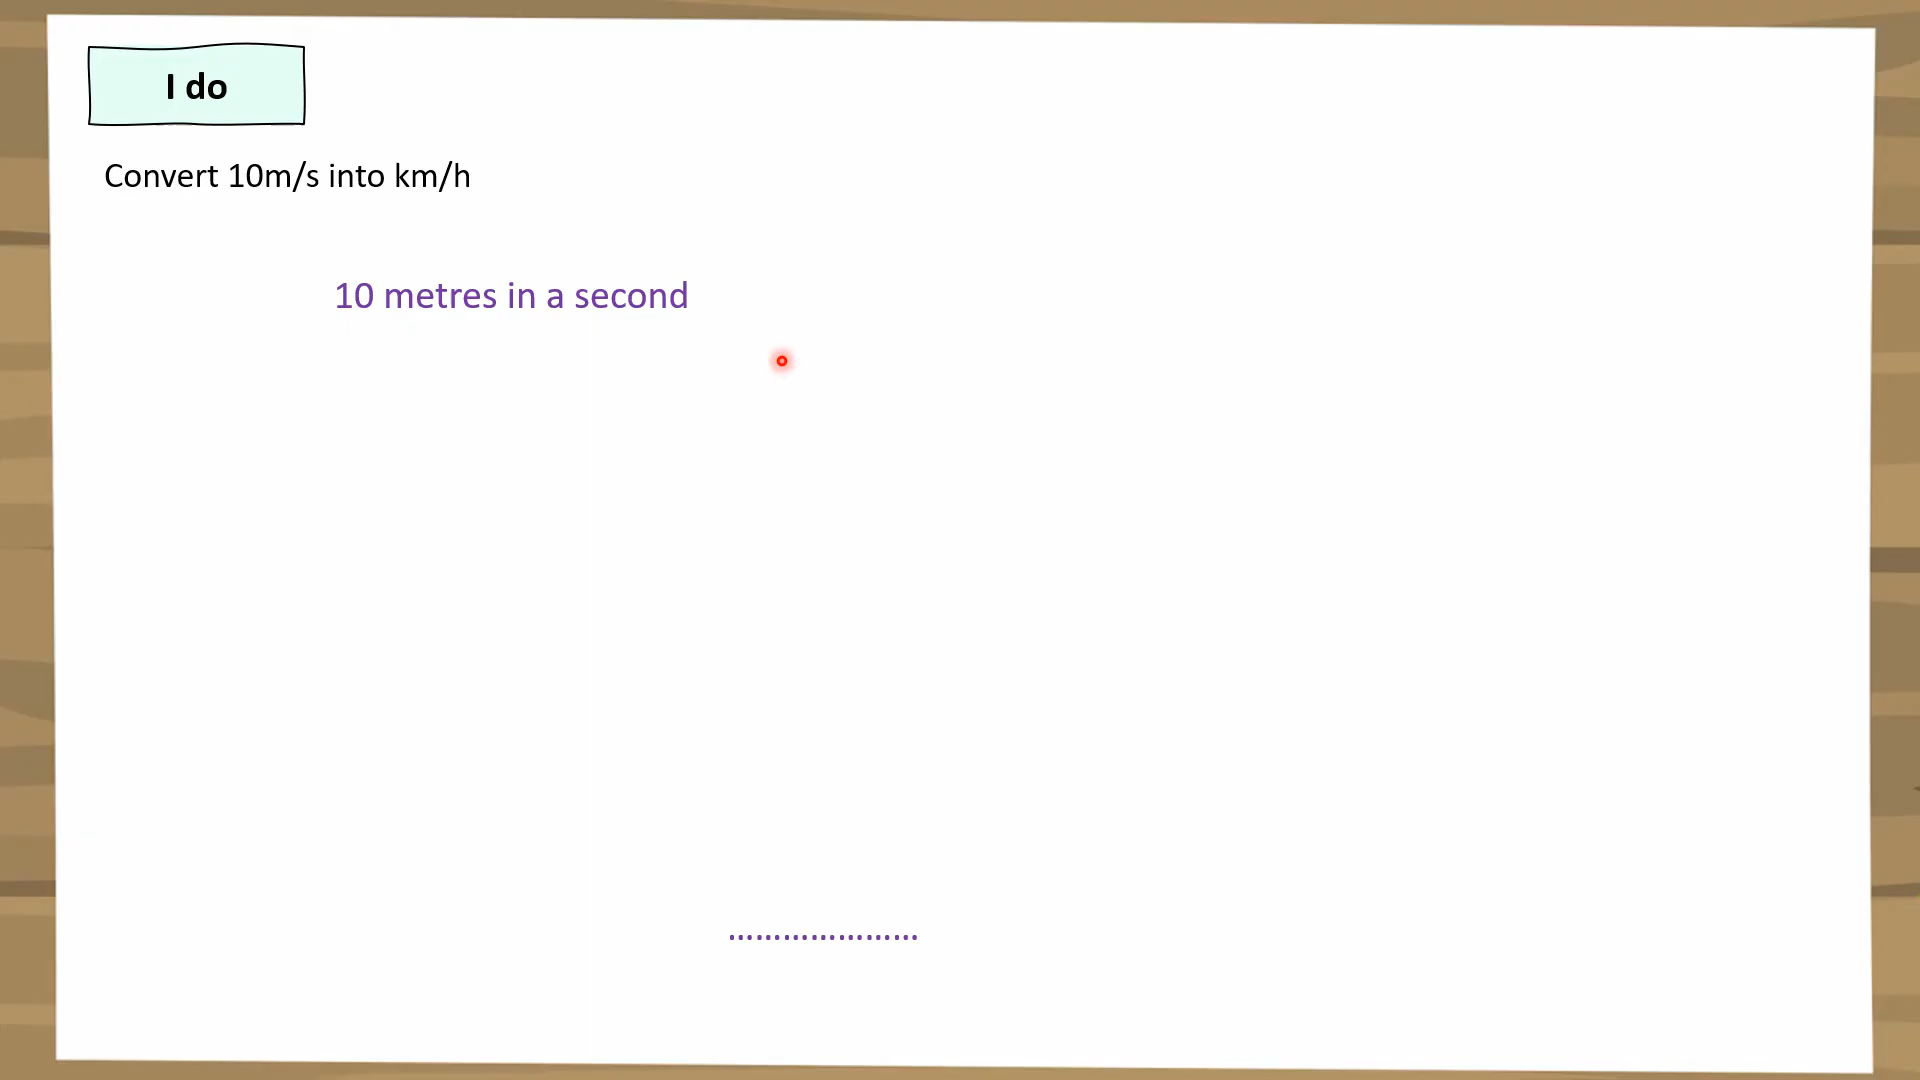 I do
Convert 10m/s into km/h
10 metres in a second
.....................